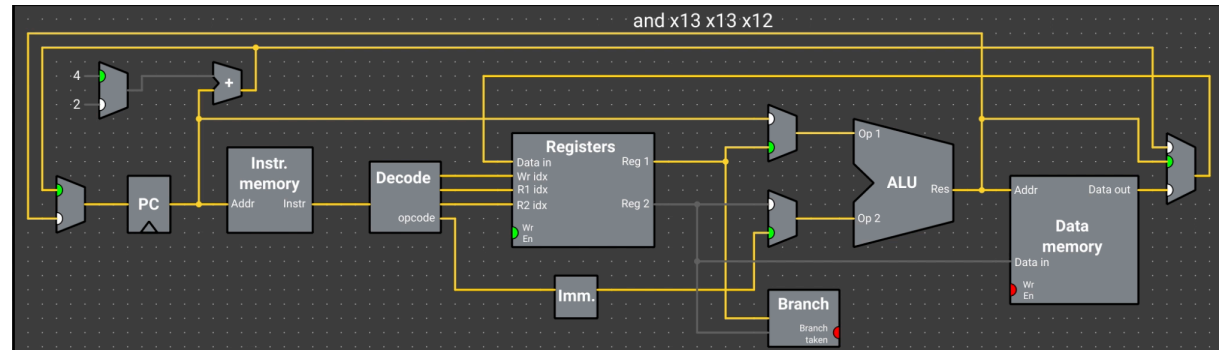 and x13 x13 x12
4
+
2
Instr.
memory
Addr
Instr
PC
Decode
opcode
Registers
Data in
Wr idx
R1 idx
R2 idx
Reg 1
Reg 2
Wr
En
Imm.
Op 1
ALU
Res
Op 2
Branch
Branch
taken
Addr
Data out
Data
memory
Data in
Wr
En